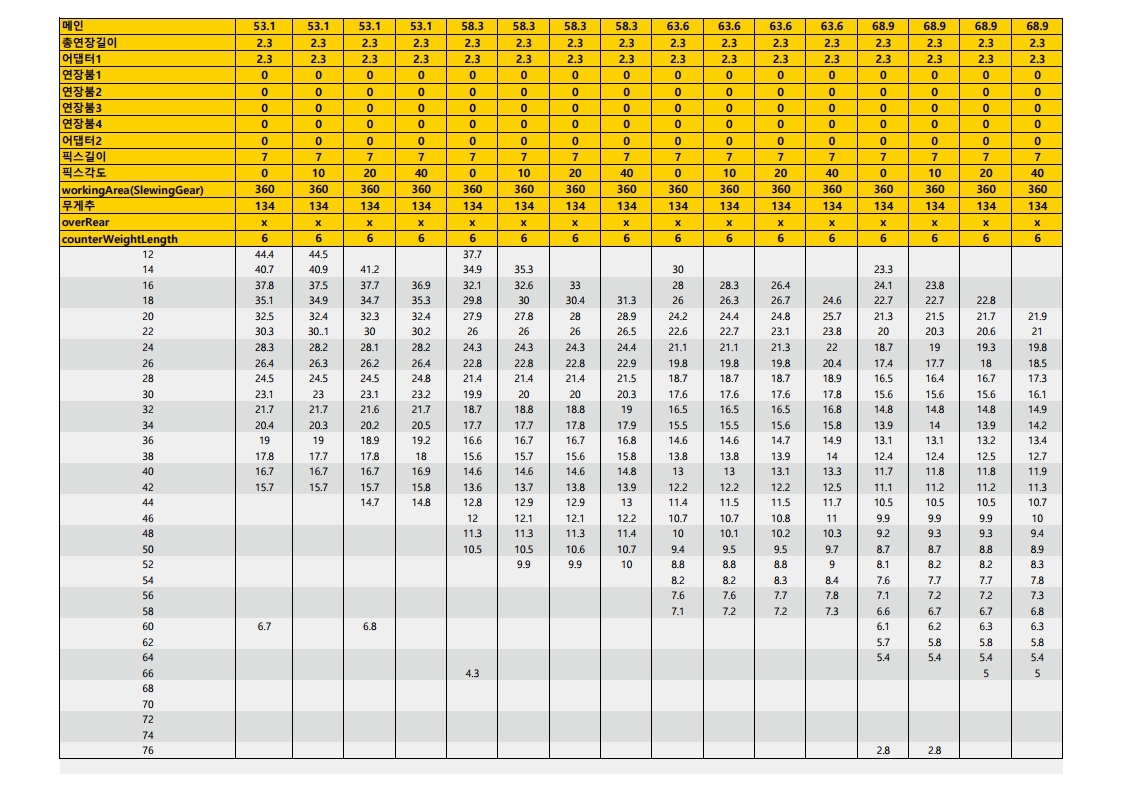 메인 53.1 53.1 53.1 53.1 58.3 58.3 58.3 58.3 63.6 63.6 63.6 63.6 68.9 68.9 68.9 68.9
총연장길이 2.3 2.3 2.3 2.3 2.3 2.3 2.3 2.3 2.3 2.3 2.3 2.3 2.3 2.3 2.3 2.3
어댑터1 2.3 2.3 2.3 2.3 2.3 2.3 2.3 2.3 2.3 2.3 2.3 2.3 2.3 2.3 2.3 2.3
연장붐1 0 0 0 0 0 0 0 0 0 0 0 0 0 0 0 0
연장붐2 0 0 0 0 0 0 0 0 0 0 0 0 0 0 0 0
연장붐3 0 0 0 0 0 0 0 0 0 0 0 0 0 0 0 0
연장붐4 0 0 0 0 0 0 0 0 0 0 0 0 0 0 0 0
어댑터2 0 0 0 0 0 0 0 0 0 0 0 0 0 0 0 0
픽스길이 7 7 7 7 7 7 7 7 7 7 7 7 7 7 7 7
픽스각도 0 10 20 40 0 10 20 40 0 10 20 40 0 10 20 40
workingArea(SlewingGear) 360 360 360 360 360 360 360 360 360 360 360 360 360 360 360 360
무게추 134 134 134 134 134 134 134 134 134 134 134 134 134 134 134 134
overRear x x x x x x x x x x x x x x x x
counterWeightLength 6 6 6 6 6 6 6 6 6 6 6 6 6 6 6 6
12 44.4 44.5 37.7
14 40.7 40.9 41.2 34.9 35.3 30 23.3
16 37.8 37.5 37.7 36.9 32.1 32.6 33 28 28.3 26.4 24.1 23.8
18 35.1 34.9 34.7 35.3 29.8 30 30.4 31.3 26 26.3 26.7 24.6 22.7 22.7 22.8
20 32.5 32.4 32.3 32.4 27.9 27.8 28 28.9 24.2 24.4 24.8 25.7 21.3 21.5 21.7 21.9
22 30.3 30..1 30 30.2 26 26 26 26.5 22.6 22.7 23.1 23.8 20 20.3 20.6 21
24 28.3 28.2 28.1 28.2 24.3 24.3 24.3 24.4 21.1 21.1 21.3 22 18.7 19 19.3 19.8
26 26.4 26.3 26.2 26.4 22.8 22.8 22.8 22.9 19.8 19.8 19.8 20.4 17.4 17.7 18 18.5
28 24.5 24.5 24.5 24.8 21.4 21.4 21.4 21.5 18.7 18.7 18.7 18.9 16.5 16.4 16.7 17.3
30 23.1 23 23.1 23.2 19.9 20 20 20.3 17.6 17.6 17.6 17.8 15.6 15.6 15.6 16.1
32 21.7 21.7 21.6 21.7 18.7 18.8 18.8 19 16.5 16.5 16.5 16.8 14.8 14.8 14.8 14.9
34 20.4 20.3 20.2 20.5 17.7 17.7 17.8 17.9 15.5 15.5 15.6 15.8 13.9 14 13.9 14.2
36 19 19 18.9 19.2 16.6 16.7 16.7 16.8 14.6 14.6 14.7 14.9 13.1 13.1 13.2 13.4
38 17.8 17.7 17.8 18 15.6 15.7 15.6 15.8 13.8 13.8 13.9 14 12.4 12.4 12.5 12.7
40 16.7 16.7 16.7 16.9 14.6 14.6 14.6 14.8 13 13 13.1 13.3 11.7 11.8 11.8 11.9
42 15.7 15.7 15.7 15.8 13.6 13.7 13.8 13.9 12.2 12.2 12.2 12.5 11.1 11.2 11.2 11.3
44 14.7 14.8 12.8 12.9 12.9 13 11.4 11.5 11.5 11.7 10.5 10.5 10.5 10.7
46 12 12.1 12.1 12.2 10.7 10.7 10.8 11 9.9 9.9 9.9 10
48 11.3 11.3 11.3 11.4 10 10.1 10.2 10.3 9.2 9.3 9.3 9.4
50 10.5 10.5 10.6 10.7 9.4 9.5 9.5 9.7 8.7 8.7 8.8 8.9
52 9.9 9.9 10 8.8 8.8 8.8 9 8.1 8.2 8.2 8.3
54 8.2 8.2 8.3 8.4 7.6 7.7 7.7 7.8
56 7.6 7.6 7.7 7.8 7.1 7.2 7.2 7.3
58 7.1 7.2 7.2 7.3 6.6 6.7 6.7 6.8
60 6.7 6.8 6.1 6.2 6.3 6.3
62 5.7 5.8 5.8 5.8
64 5.4 5.4 5.4 5.4
66 4.3 5 5
68
70
72
74
76 2.8 2.8